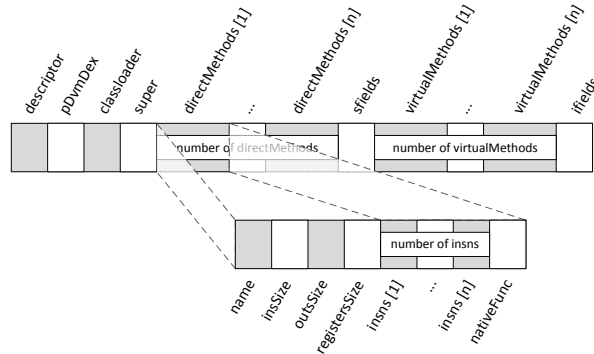 descriptor
pDvmDex
classloader
super
directMethods [1]
...
directMethods [n]
sfields
virtualMethods [1]
...
virtualMethods [n]
ifields
number of directMethods
number of virtualMethods
number of insns
name
insSize
outsSize
registersSize
insns [1]
...
insns [n]
nativeFunc